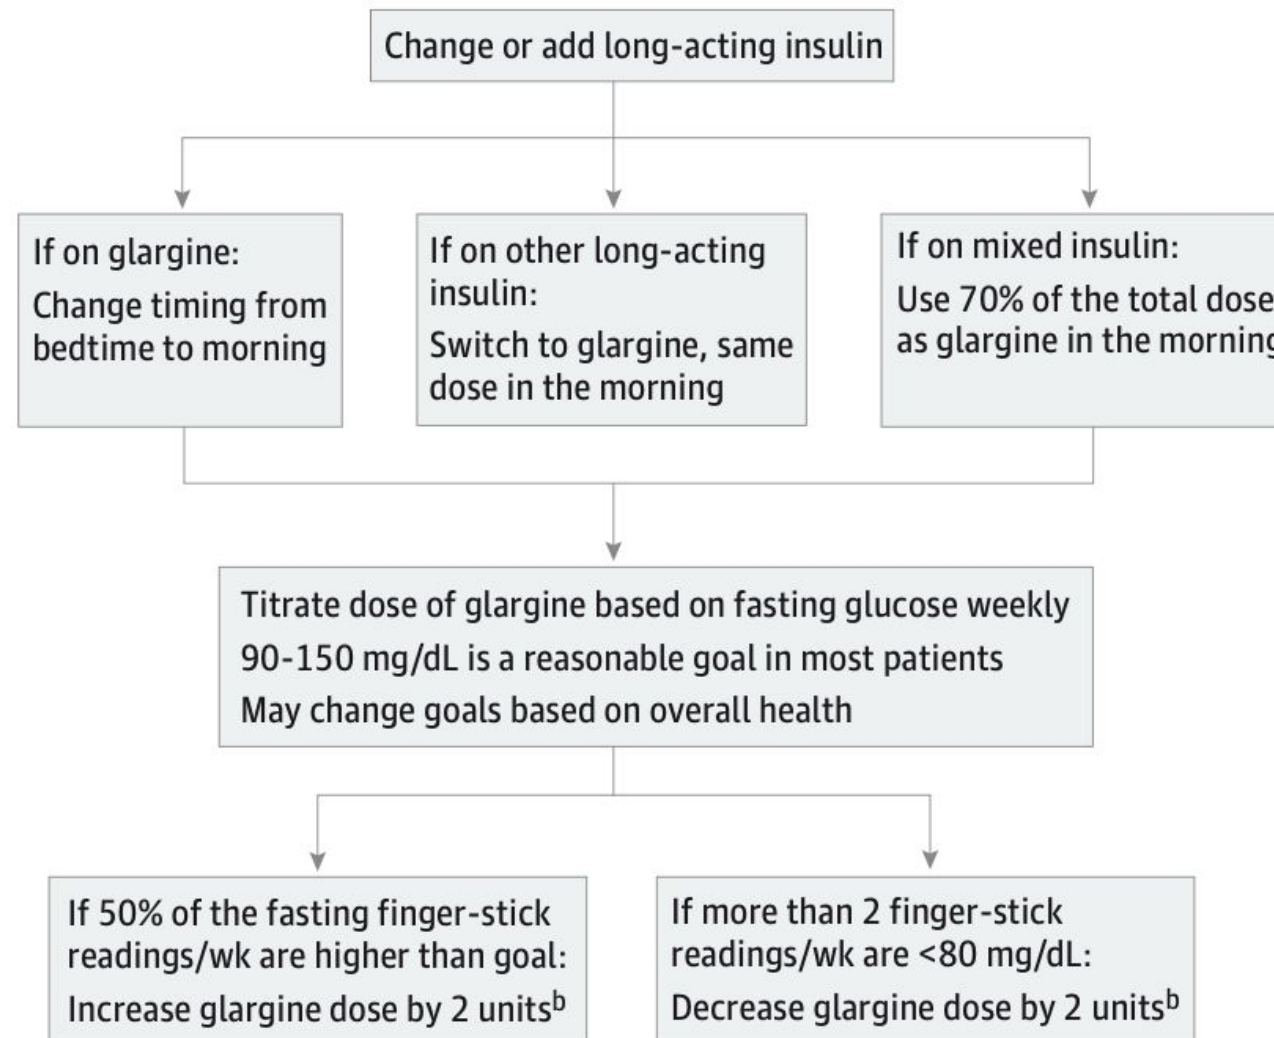 Change or add long-acting insulin
If on glargine:
Change timing from
bedtime to morning
If on other long-acting
insulin:
Switch to glargine, same
dose in the morning
If on mixed insulin:
Use 70% of the total dose
as glargine in the morning
Titrate dose of glargine based on fasting glucose weekly
90-150 mg/dL is a reasonable goal in most patients
May change goals based on overall health
If 50% of the fasting finger-stick
readings/wk are higher than goal:
Increase glargine dose by 2 unitsᵇ
If more than 2 finger-stick
readings/wk are <80 mg/dL:
Decrease glargine dose by 2 unitsᵇ